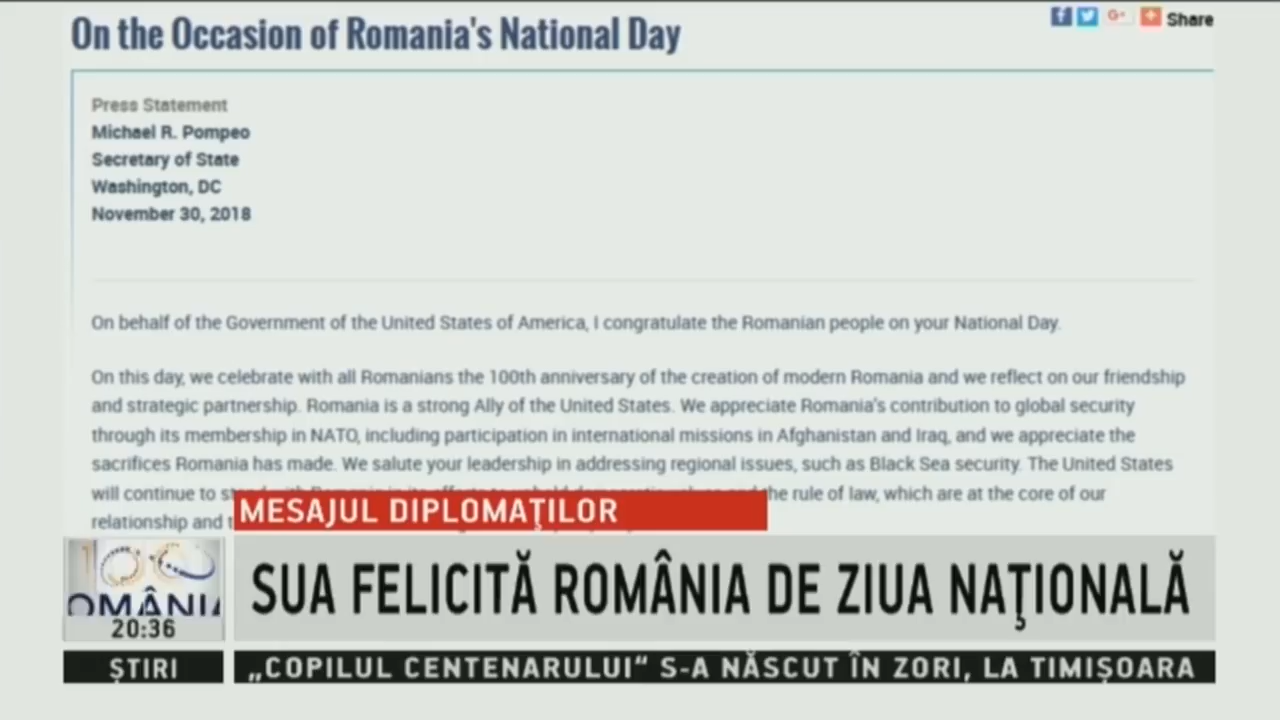 On the Occasion of Romania's National Day
Share
Press Statement
Michael R. Pompeo
Secretary of State
Washington, DC
November 30, 2018
On behalf of the Government of the United States of America, I congratulate the Romanian people on your National Day.
On this day, we celebrate with all Romanians the 100th anniversary of the creation of modern Romania and we reflect on our friendship
and strategic partnership. Romania is a strong Ally of the United States. We appreciate Romania's contribution to global security
through its membership in NATO, including participation in international missions in Afghanistan and Iraq, and we appreciate the
sacrifices Romania has made. We salute your leadership in addressing regional issues, such as Black Sea security. The United States
will continue to the rule of law, which are at the core of our
relationship and
MESAJUL DIPLOMAŢILOR
100
OMÂNIA
20:36
SUA FELICITĂ ROMÂNIA DE ZIUA NAŢIONALĂ
ŞTIRI
„COPILUL CENTENARULUI“ S-A NĂSCUT ÎN ZORI, LA TIMIŞOARA